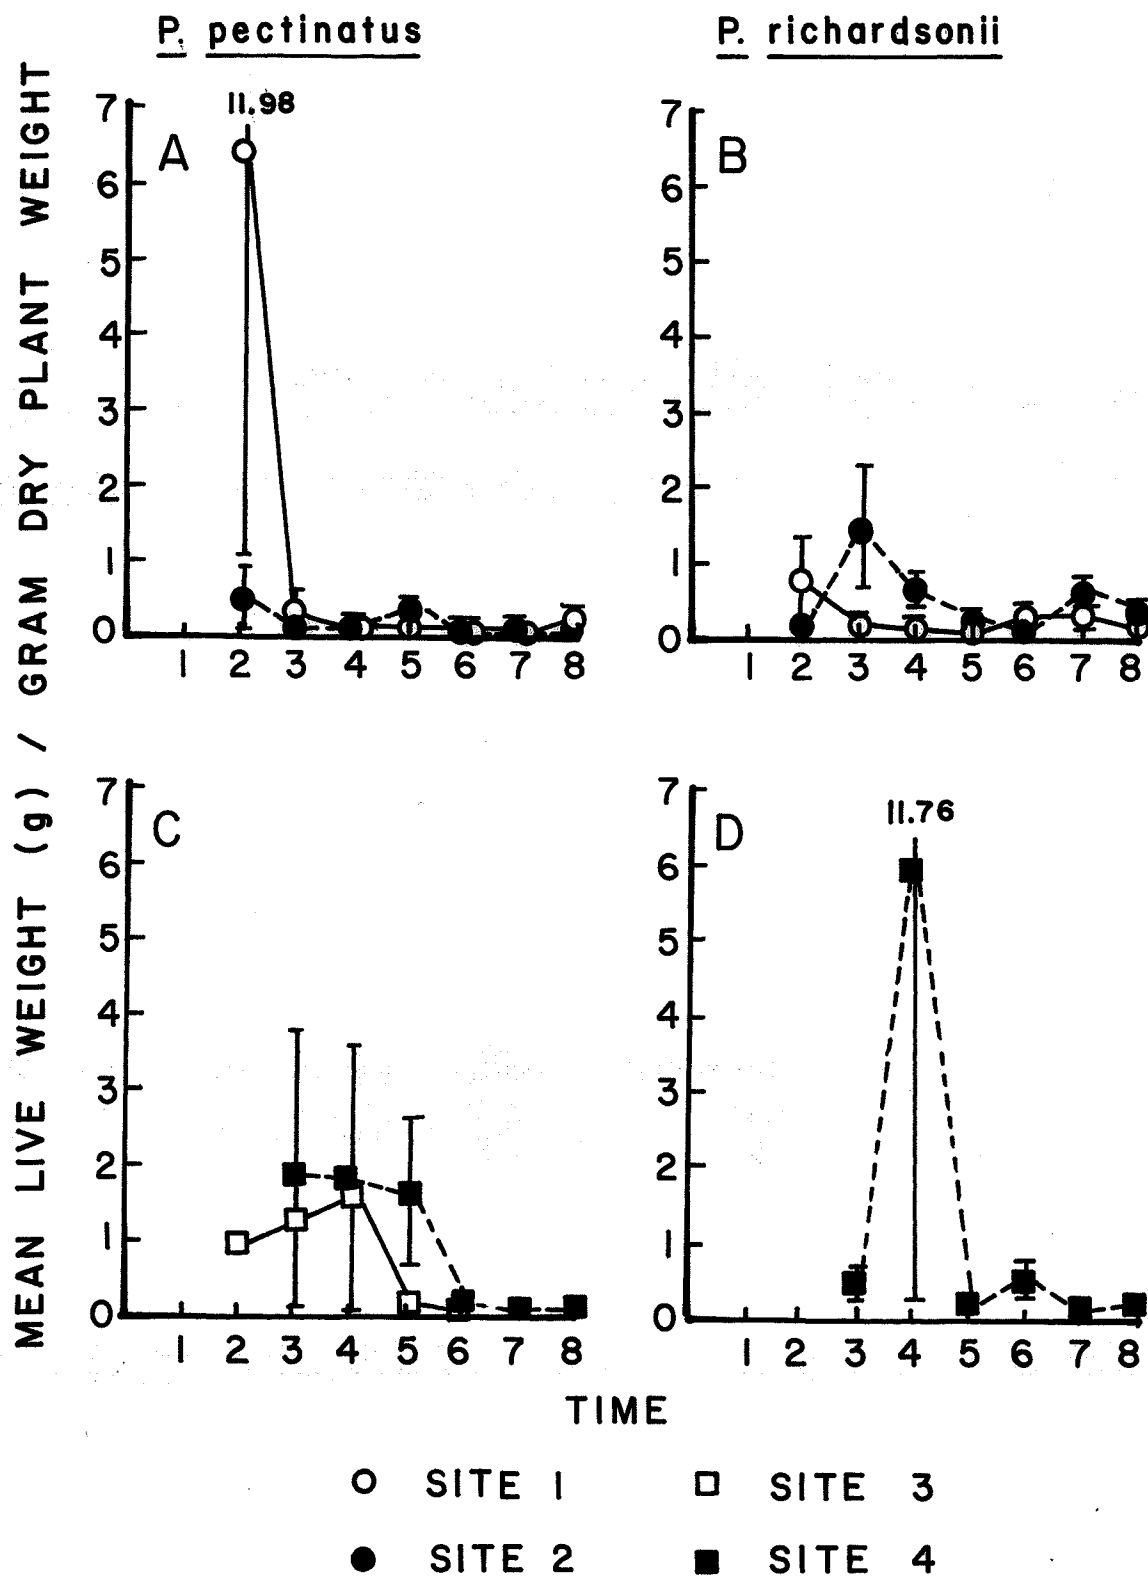 P. pectinatus
P. richardsonii
MEAN LIVE WEIGHT (g) / GRAM DRY PLANT WEIGHT
7
6
5
4
3
2
1
0
11.98
A
1 2 3 4 5 6 7 8
7
6
5
4
3
2
1
0
B
1 2 3 4 5 6 7 8
7
6
5
4
3
2
1
0
C
1 2 3 4 5 6 7 8
7
6
5
4
3
2
1
0
11.76
D
1 2 3 4 5 6 7 8
TIME
SITE 1
SITE 3
SITE 2
SITE 4